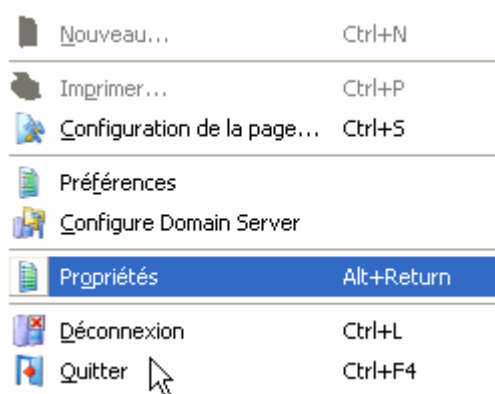 Nouveau... Ctrl+N
Imprimer... Ctrl+P
Configuration de la page... Ctrl+S
Préférences
Configure Domain Server
Propriétés Alt+Return
Déconnexion Ctrl+L
Quitter Ctrl+F4